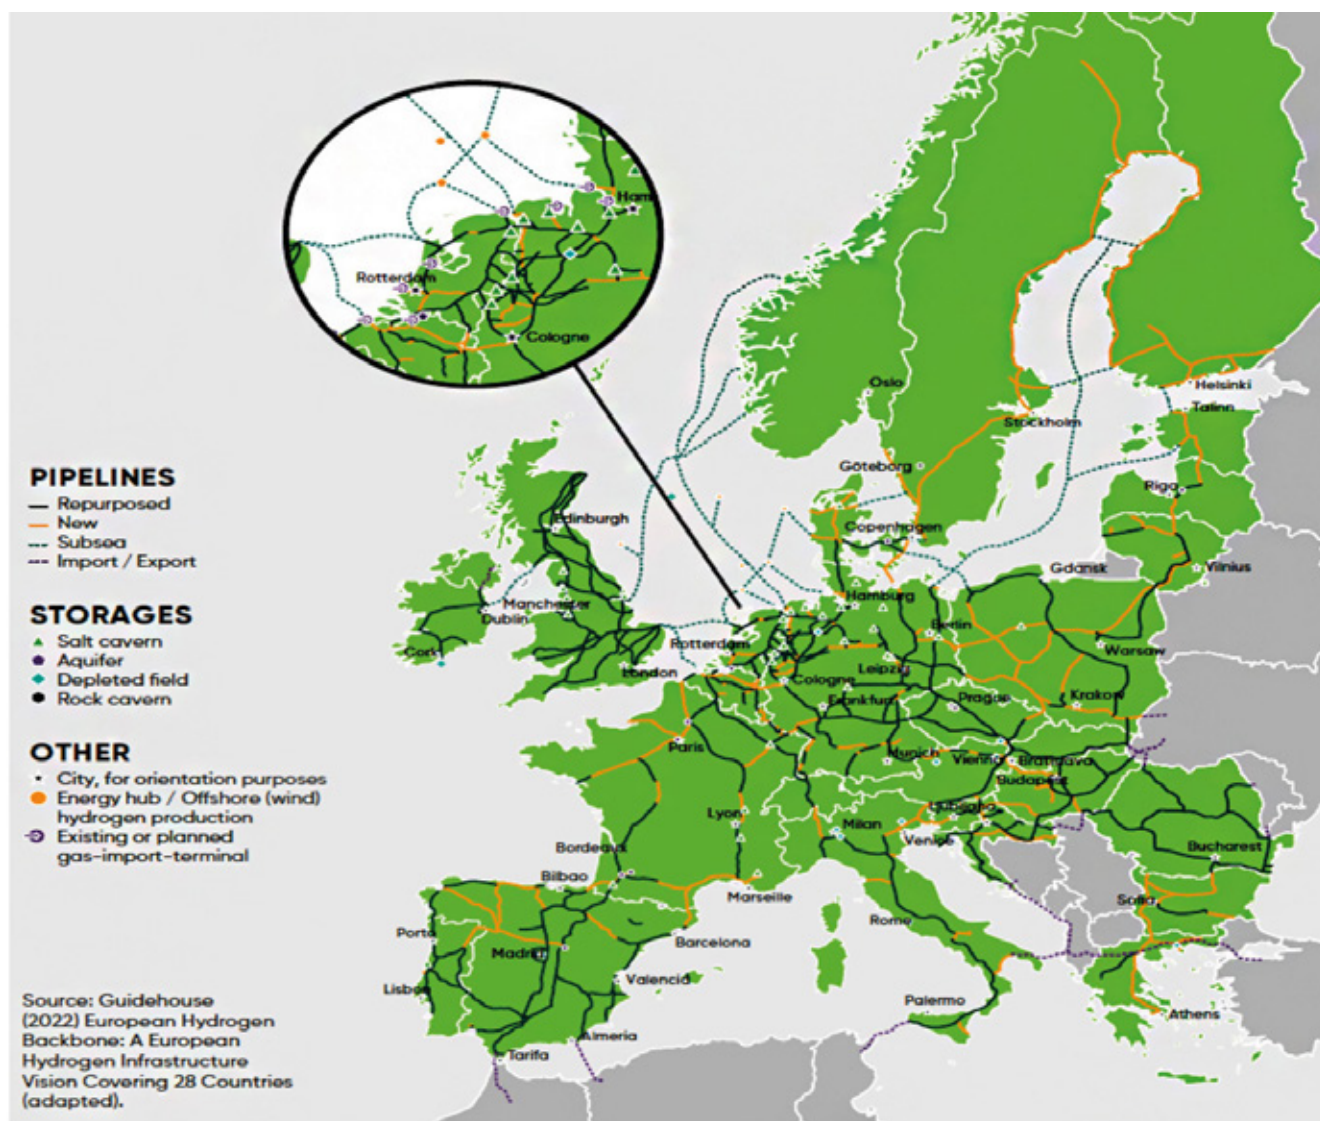 Ham
Rotterdam
Cologne
Oslo
Helsinki
Talinn
Stockholm
Göteborg
Riga
Edinburgh
Copenhagen
Gdansk
Vilnius
Manchester
Hamburg
Dublin
Berlin
Cork
Rotterdam
Warsaw
London
Leipzig
Cologne
Frankfurt
Prague
Krakow
Paris
Munich
Vienna
Bratislava
Budapest
Lyon
Milan
Ljubljana
Venice
Bordeaux
Bucharest
Bilbao
Marseille
Sofia
Rome
Porto
Barcelona
Madrid
Valencia
Lisbon
Palermo
Athens
Almeria
Tarifa
PIPELINES
Repurposed
New
Subsea
Import / Export
STORAGES
Salt cavern
Aquifer
Depleted field
Rock cavern
OTHER
City, for orientation purposes
Energy hub / Offshore (wind)
hydrogen production
Existing or planned
gas-import-terminal
Source: Guidehouse
(2022) European Hydrogen
Backbone: A European
Hydrogen Infrastructure
Vision Covering 28 Countries
(adapted).